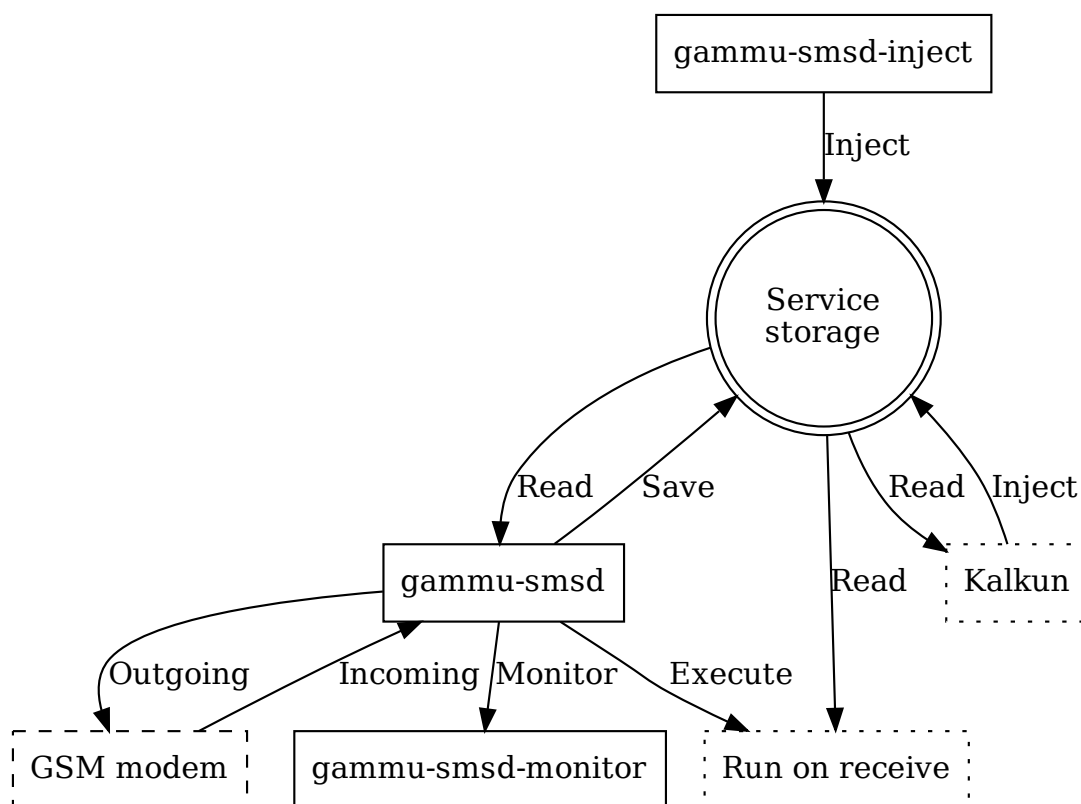 gammu-smsd-inject
Inject
Service
storage
Read
Save
Read
Inject
gammu-smsd
Read
Kalkun
Outgoing
Incoming
Monitor
Execute
GSM modem
gammu-smsd-monitor
Run on receive